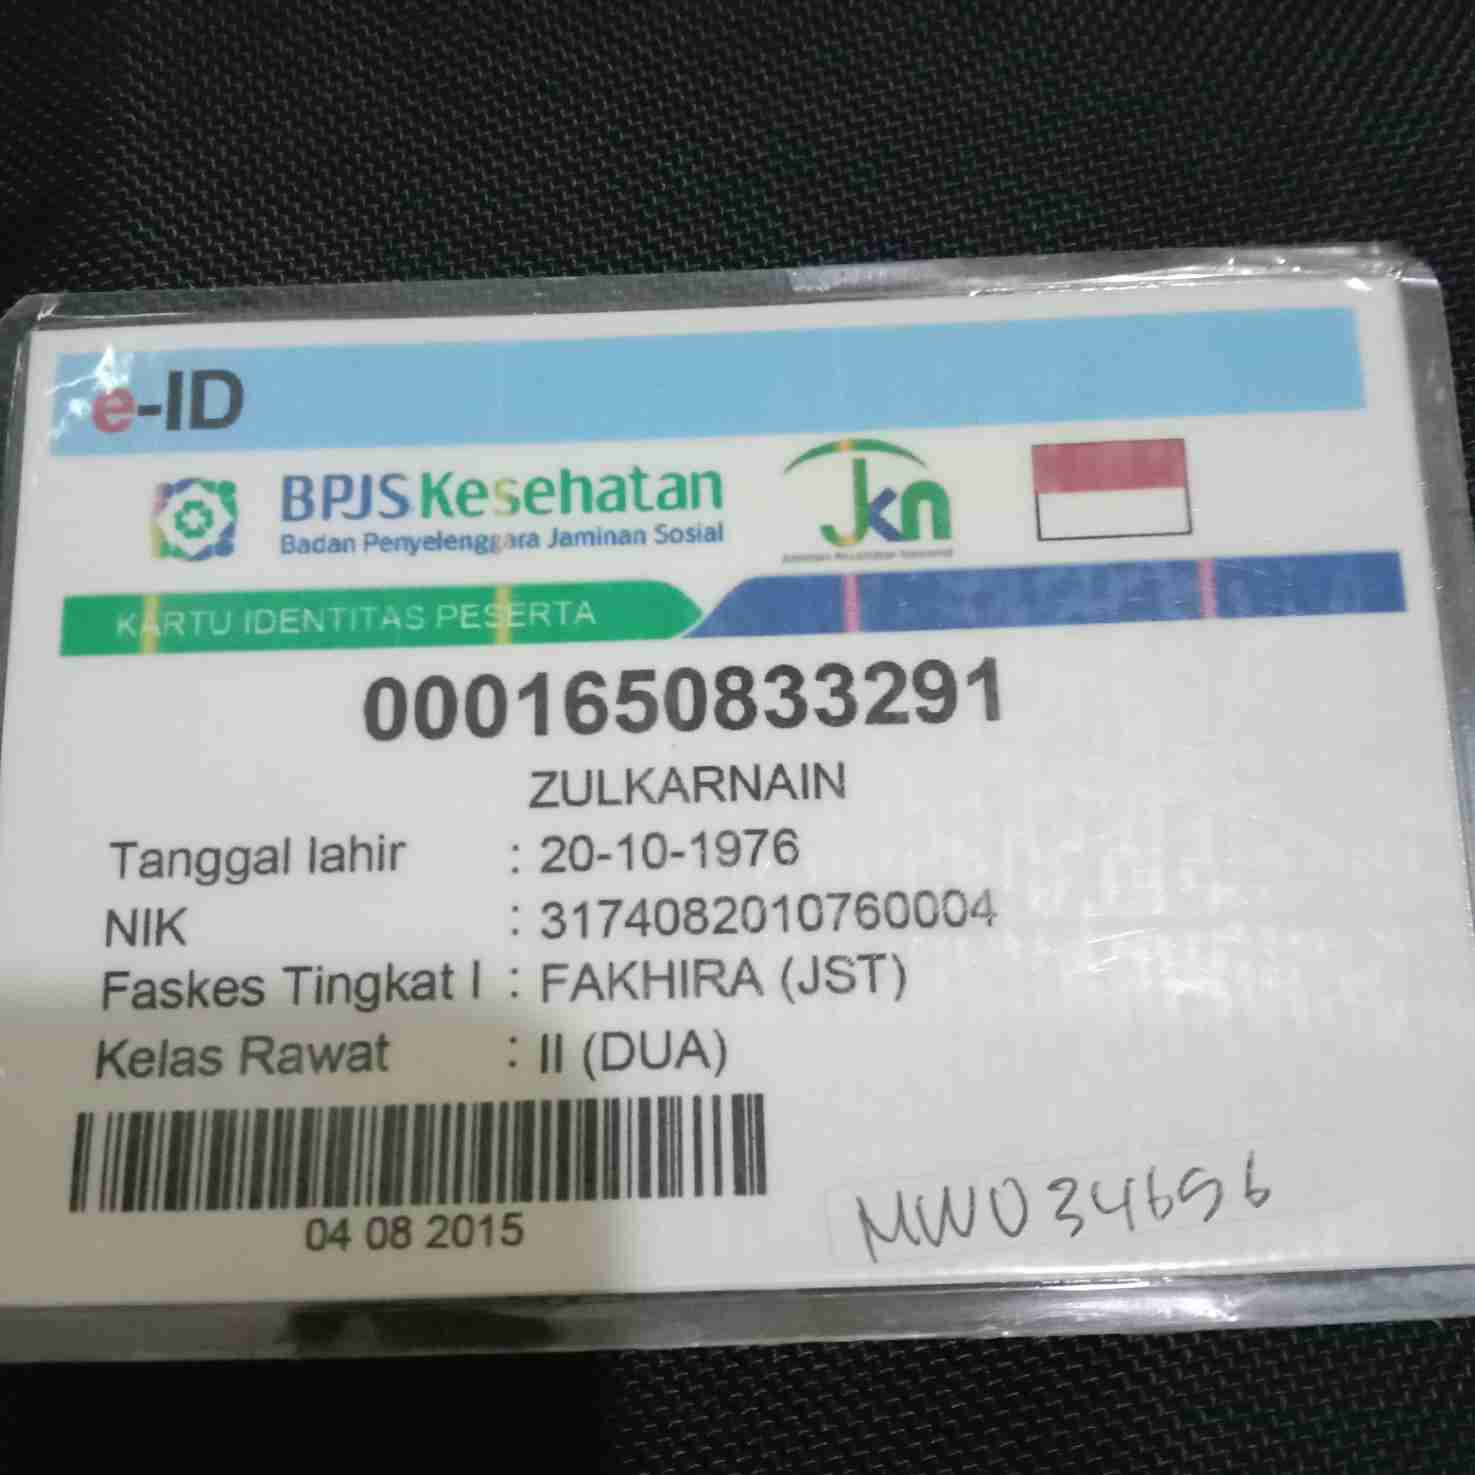 e-ID
BPJS Kesehatan
Badan Penyelenggara Jaminan Sosial
Jkn
KARTU IDENTITAS PESERTA
0001650833291
ZULKARNAIN
Tanggal lahir : 20-10-1976
NIK : 3174082010760004
Faskes Tingkat I : FAKHIRA (JST)
Kelas Rawat : II (DUA)
04 08 2015
MW034656